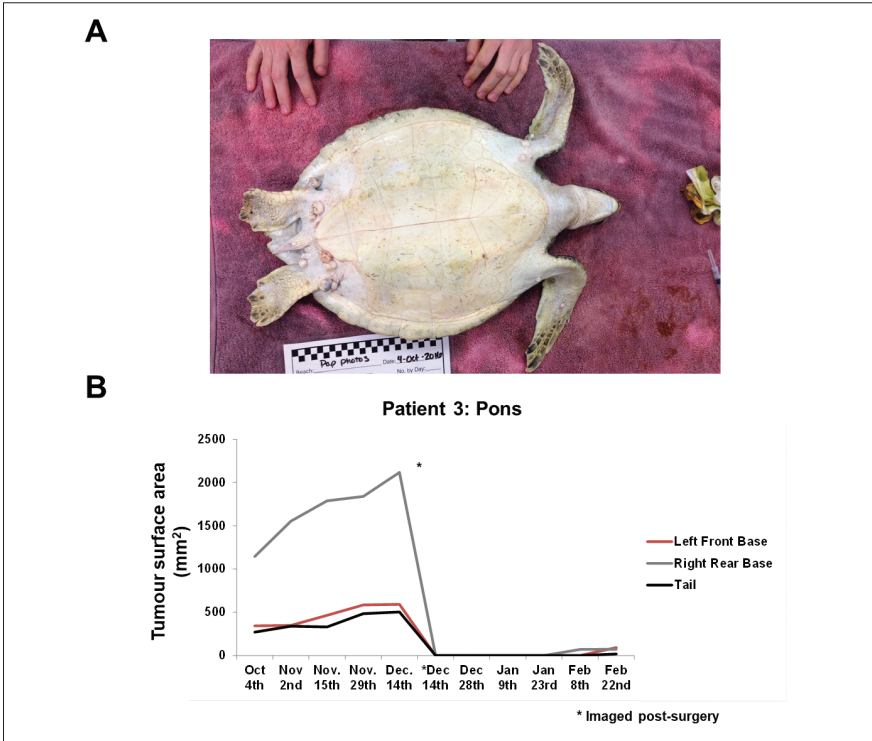 A
Pop photos Date: 4-Oct-2016
Beach:
No. by Day:
B
Patient 3: Pons
Tumour surface area
(mm2)
2500
2000
1500
1000
500
0
*
Left Front Base
Right Rear Base
Tail
Oct Nov Nov. Nov. Dec. *Dec Dec Jan Jan Feb Feb
4th 2nd 15th 29th 14th 14th 28th 9th 23rd 8th 22nd
* Imaged post-surgery